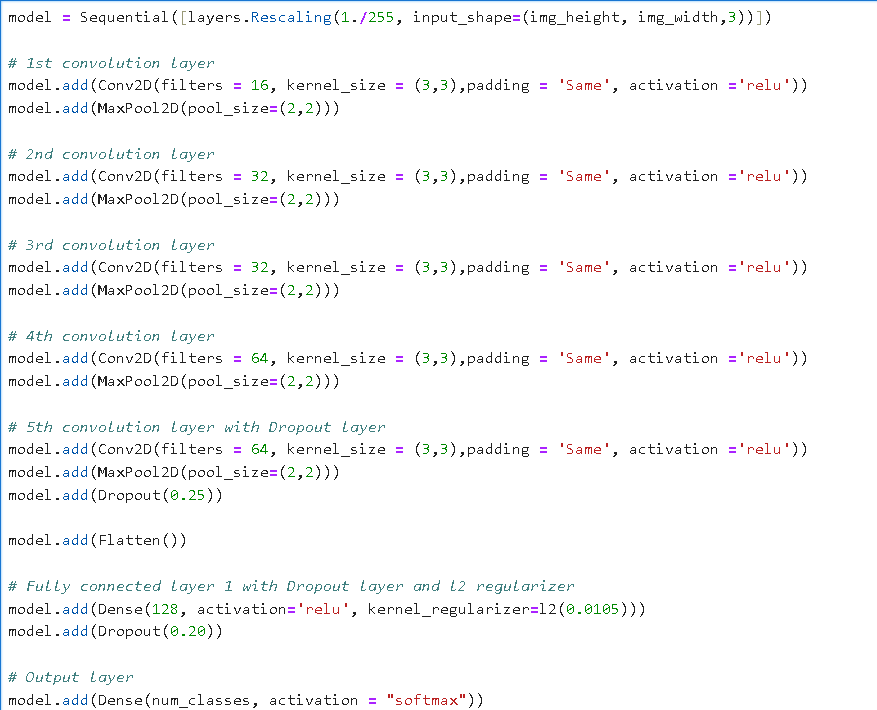 model = Sequential([layers.Rescaling(1./255, input_shape=(img_height, img_width,3))])
# 1st convolution layer
model.add(Conv2D(filters = 16, kernel_size = (3,3),padding = 'Same', activation ='relu'))
model.add(MaxPool2D(pool_size=(2,2)))
# 2nd convolution layer
model.add(Conv2D(filters = 32, kernel_size = (3,3),padding = 'Same', activation ='relu'))
model.add(MaxPool2D(pool_size=(2,2)))
# 3rd convolution layer
model.add(Conv2D(filters = 32, kernel_size = (3,3),padding = 'Same', activation ='relu'))
model.add(MaxPool2D(pool_size=(2,2)))
# 4th convolution layer
model.add(Conv2D(filters = 64, kernel_size = (3,3),padding = 'Same', activation ='relu'))
model.add(MaxPool2D(pool_size=(2,2)))
# 5th convolution layer with Dropout layer
model.add(Conv2D(filters = 64, kernel_size = (3,3),padding = 'Same', activation ='relu'))
model.add(MaxPool2D(pool_size=(2,2)))
model.add(Dropout(0.25))
model.add(Flatten())
# Fully connected layer 1 with Dropout layer and l2 regularizer
model.add(Dense(128, activation='relu', kernel_regularizer=l2(0.0105)))
model.add(Dropout(0.20))
# Output layer
model.add(Dense(num_classes, activation = "softmax"))